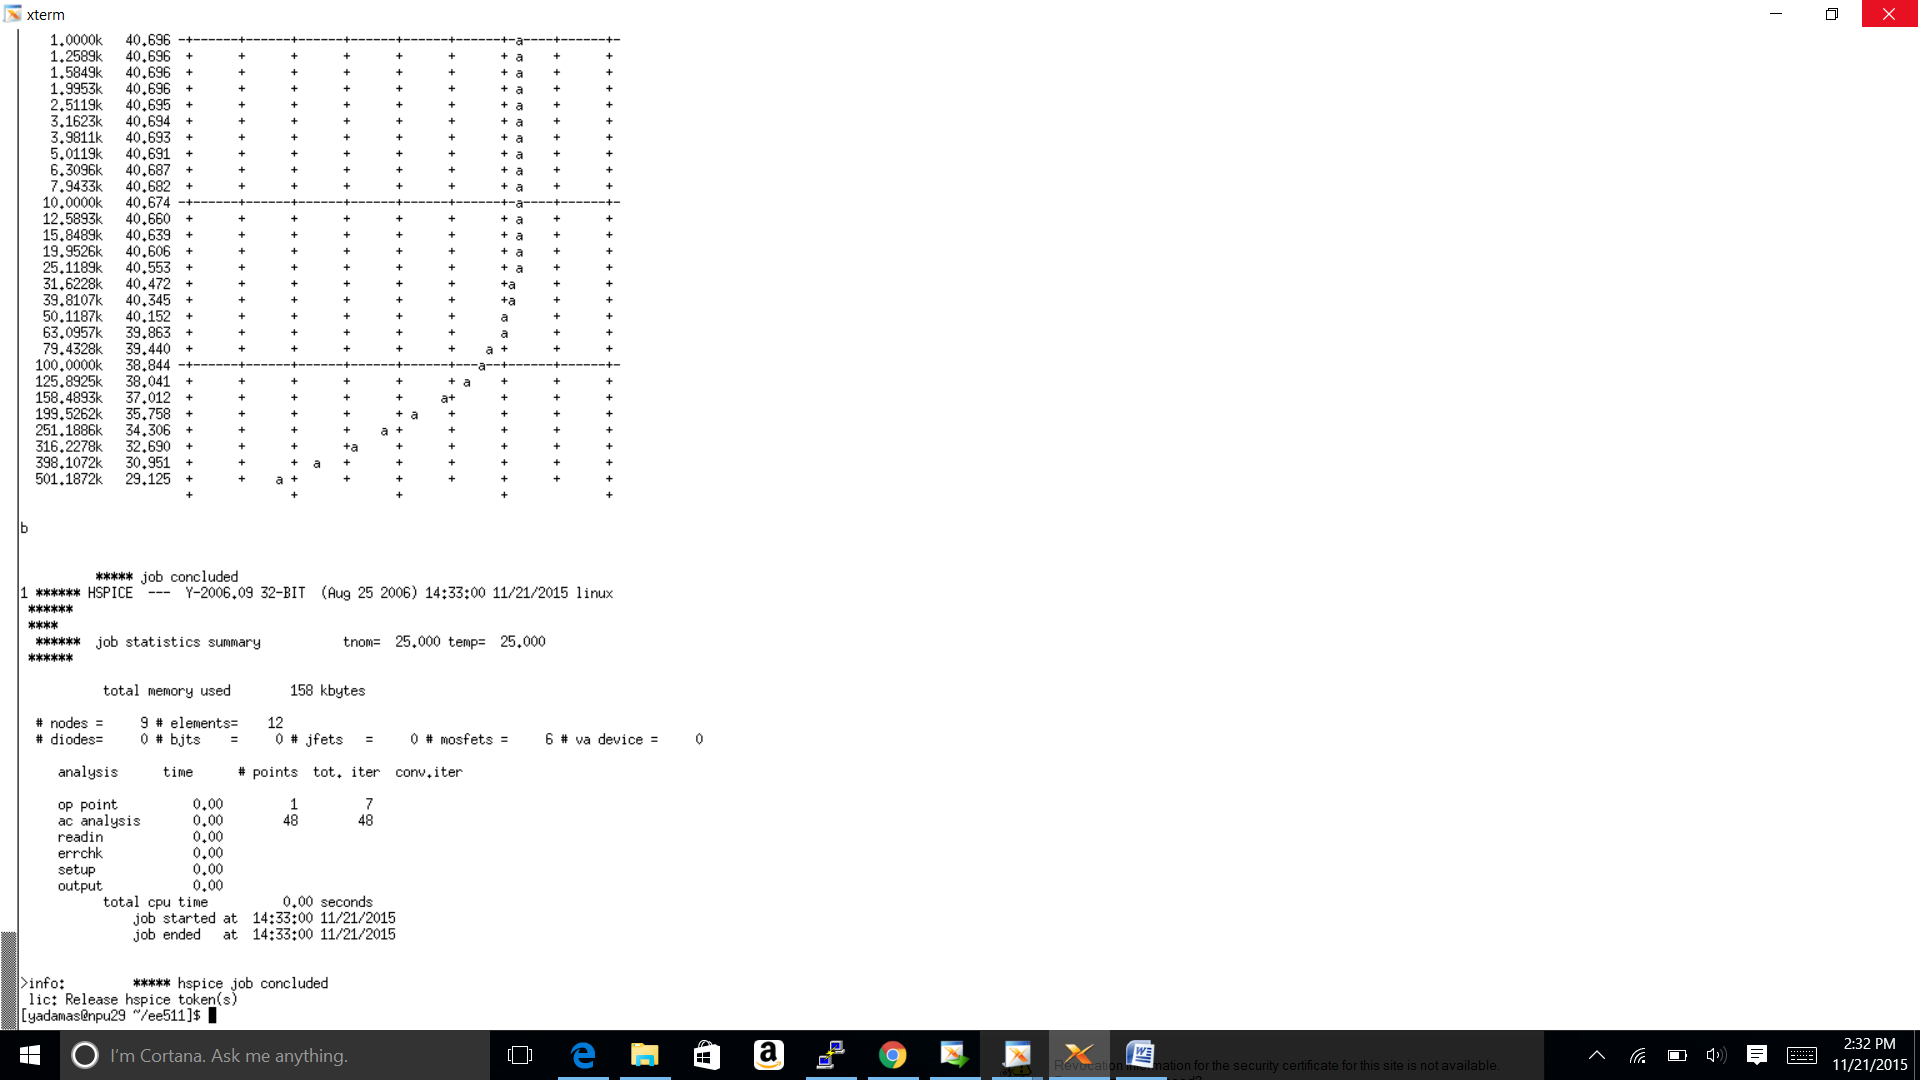 xterm
1.0000k 40.696 -+------+------+------+------+------+------+-a----+------+-
1.2589k 40.696 + + + + + + + a + +
1.5849k 40.696 + + + + + + + a + +
1.9953k 40.696 + + + + + + + a + +
2.5119k 40.695 + + + + + + + a + +
3.1623k 40.694 + + + + + + + a + +
3.9811k 40.693 + + + + + + + a + +
5.0119k 40.691 + + + + + + + a + +
6.3096k 40.687 + + + + + + + a + +
7.9433k 40.682 + + + + + + + a + +
10.0000k 40.674 -+------+------+------+------+------+------+-a----+------+-
12.5893k 40.660 + + + + + + + a + +
15.8489k 40.639 + + + + + + + a + +
19.9526k 40.606 + + + + + + + a + +
25.1189k 40.553 + + + + + + + a + +
31.6228k 40.472 + + + + + + +a + +
39.8107k 40.345 + + + + + + +a + +
50.1187k 40.152 + + + + + + a + +
63.0957k 39.863 + + + + + + a + +
79.4328k 39.440 + + + + + + a + + +
100.0000k 38.844 -+------+------+------+------+------+---a--+------+------+-
125.8925k 38.041 + + + + + + a + + +
158.4893k 37.012 + + + + + a+ + + +
199.5262k 35.758 + + + + + a + + + +
251.1886k 34.306 + + + + a + + + + +
316.2278k 32.690 + + + +a + + + + +
398.1072k 30.951 + + + a + + + + + +
501.1872k 29.125 + + a + + + + + + +
+ + + + +
b
***** job concluded
1 ****** HSPICE --- Y-2006.09 32-BIT (Aug 25 2006) 14:33:00 11/21/2015 linux
******
****
****** job statistics summary tnom= 25.000 temp= 25.000
******
total memory used 158 kbytes
# nodes = 9 # elements= 12
# diodes= 0 # bjts = 0 # jfets = 0 # mosfets = 6 # va device = 0
analysis time # points tot. iter conv.iter
op point 0.00 1 7
ac analysis 0.00 48 48
readin 0.00
errchk 0.00
setup 0.00
output 0.00
total cpu time 0.00 seconds
job started at 14:33:00 11/21/2015
job ended at 14:33:00 11/21/2015
>info: ***** hspice job concluded
lic: Release hspice token(s)
[yadamas@npu29 ~/ee511]$
I'm Cortana. Ask me anything.
Revocation information for the security certificate for this site is not available.
2:32 PM
11/21/2015